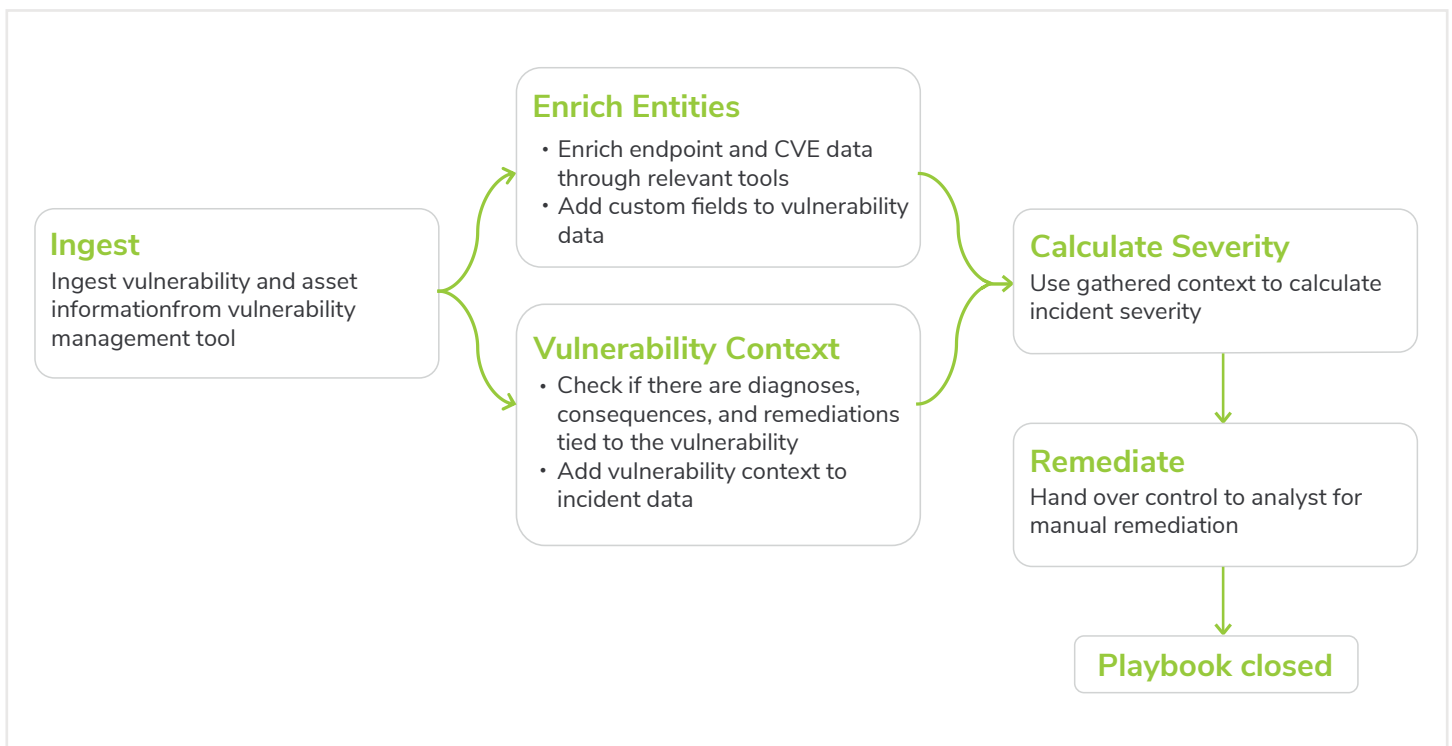 Ingest
Ingest vulnerability and asset
informationfrom vulnerability
management tool
Enrich Entities
• Enrich endpoint and CVE data
through relevant tools
• Add custom fields to vulnerability
data
Vulnerability Context
• Check if there are diagnoses,
consequences, and remediations
tied to the vulnerability
• Add vulnerability context to
incident data
Calculate Severity
Use gathered context to calculate
incident severity
Remediate
Hand over control to analyst for
manual remediation
Playbook closed